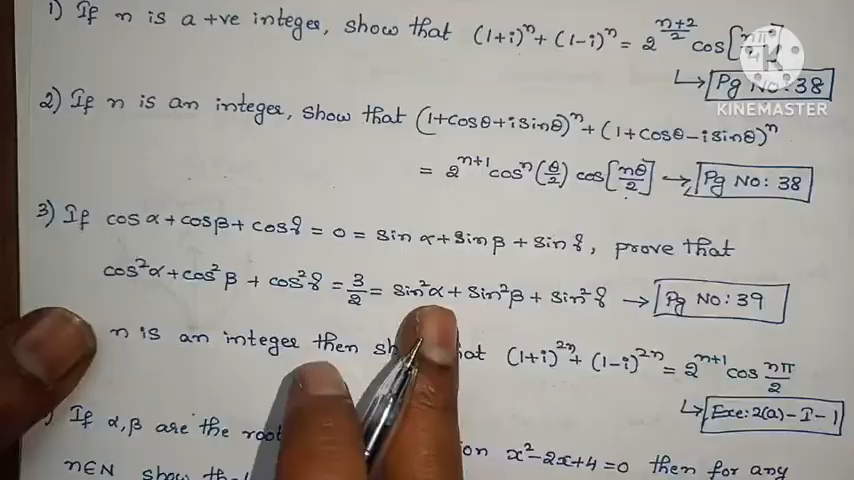 1) If n is a +ve integer, show that (1+i)^n + (1-i)^n = 2^((n+2)/2) cos[nπ/4]
↳ Pg No: 38
KINEMASTER
2) If n is an integer, show that (1+cosθ+isinθ)^n + (1+cosθ-isinθ)^n
= 2^(n+1) cos^n(θ/2) cos[nθ/2] → Pg No: 38
3) If cosα+cosβ+cosγ = 0 = sinα+sinβ+sinγ, prove that
cos²α+cos²β+cos²γ = 3/2 = sin²α+sin²β+sin²γ → Pg No: 39
n is an integer then that (1+i)^2n + (1-i)^2n = 2^(n+1) cos nπ/2
↳ Exe: 2(a)-I-1
If α,β are the x²-2x+4=0 then for any
n∈N show